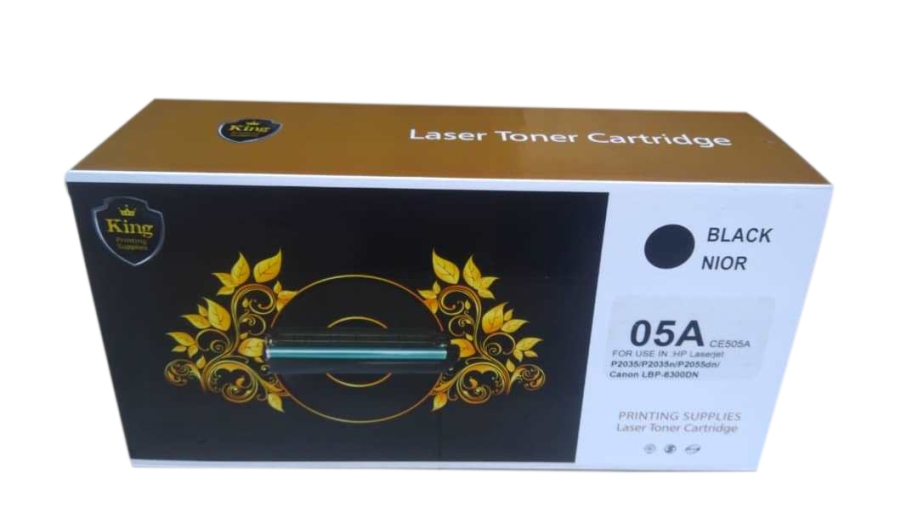 King
Laser Toner Cartridge
King
Printing
Supplies
BLACK
NIOR
05A CE505A
FOR USE IN :HP Laserjet
P2035/P2035n/P2055dn/
Canon LBP-6300DN
PRINTING SUPPLIES
Laser Toner Cartridge